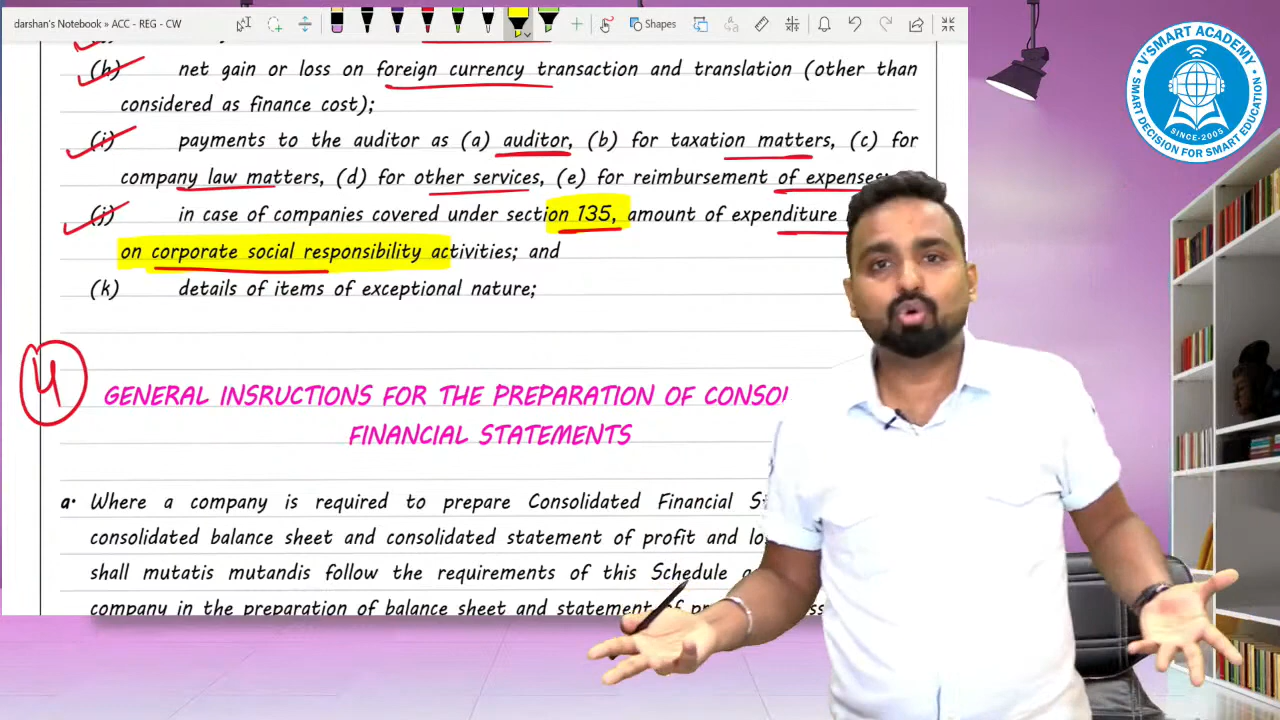 darshan's Notebook » ACC - REG - CW
Shapes
(h) net gain or loss on foreign currency transaction and translation (other than
considered as finance cost);
(i) payments to the auditor as (a) auditor, (b) for taxation matters, (c) for
company law matters, (d) for other services, (e) for reimbursement of expenses;
(j) in case of companies covered under section 135, amount of expenditure
on corporate social responsibility activities; and
(k) details of items of exceptional nature;
4
GENERAL INSRUCTIONS FOR THE PREPARATION OF CONSOL
FINANCIAL STATEMENTS
a. Where a company is required to prepare Consolidated Financial S
consolidated balance sheet and consolidated statement of profit and lo
shall mutatis mutandis follow the requirements of this Schedule a
company in the preparation of balance sheet and statement of
V'SMART ACADEMY
SINCE-2005
SMART DECISION FOR SMART EDUCATION